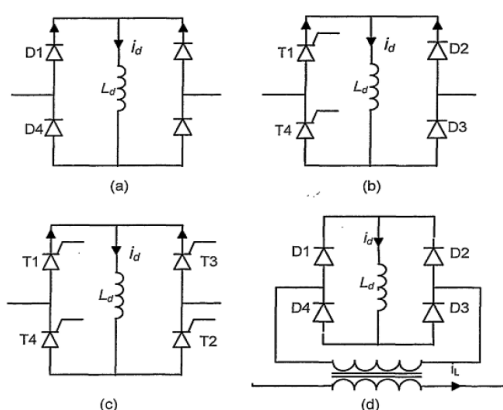 D1
i_d
L_d
D4
(a)
T1
i_d
D2
L_d
T4
D3
(b)
T1
i_d
T3
L_d
T4
T2
(c)
D1
i_d
D2
L_d
D4
D3
i_L
(d)